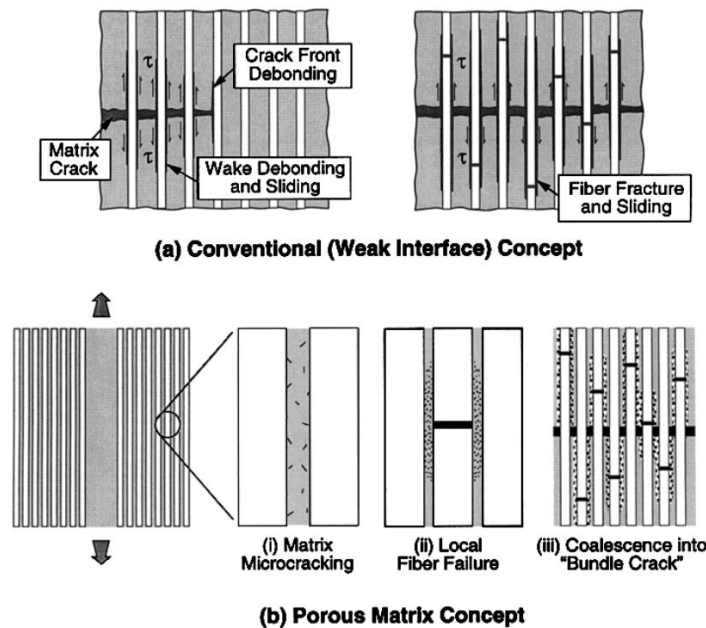 τ
Crack Front
Debonding
Matrix
Crack
τ
Wake Debonding
and Sliding
τ
τ
Fiber Fracture
and Sliding
(a) Conventional (Weak Interface) Concept
(i) Matrix
Microcracking
(ii) Local
Fiber Failure
(iii) Coalescence into
"Bundle Crack"
(b) Porous Matrix Concept